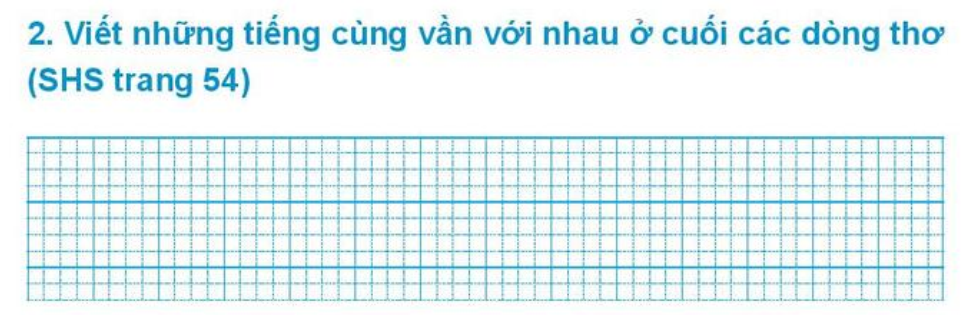 2. Viết những tiếng cùng vần với nhau ở cuối các dòng thơ
(SHS trang 54)